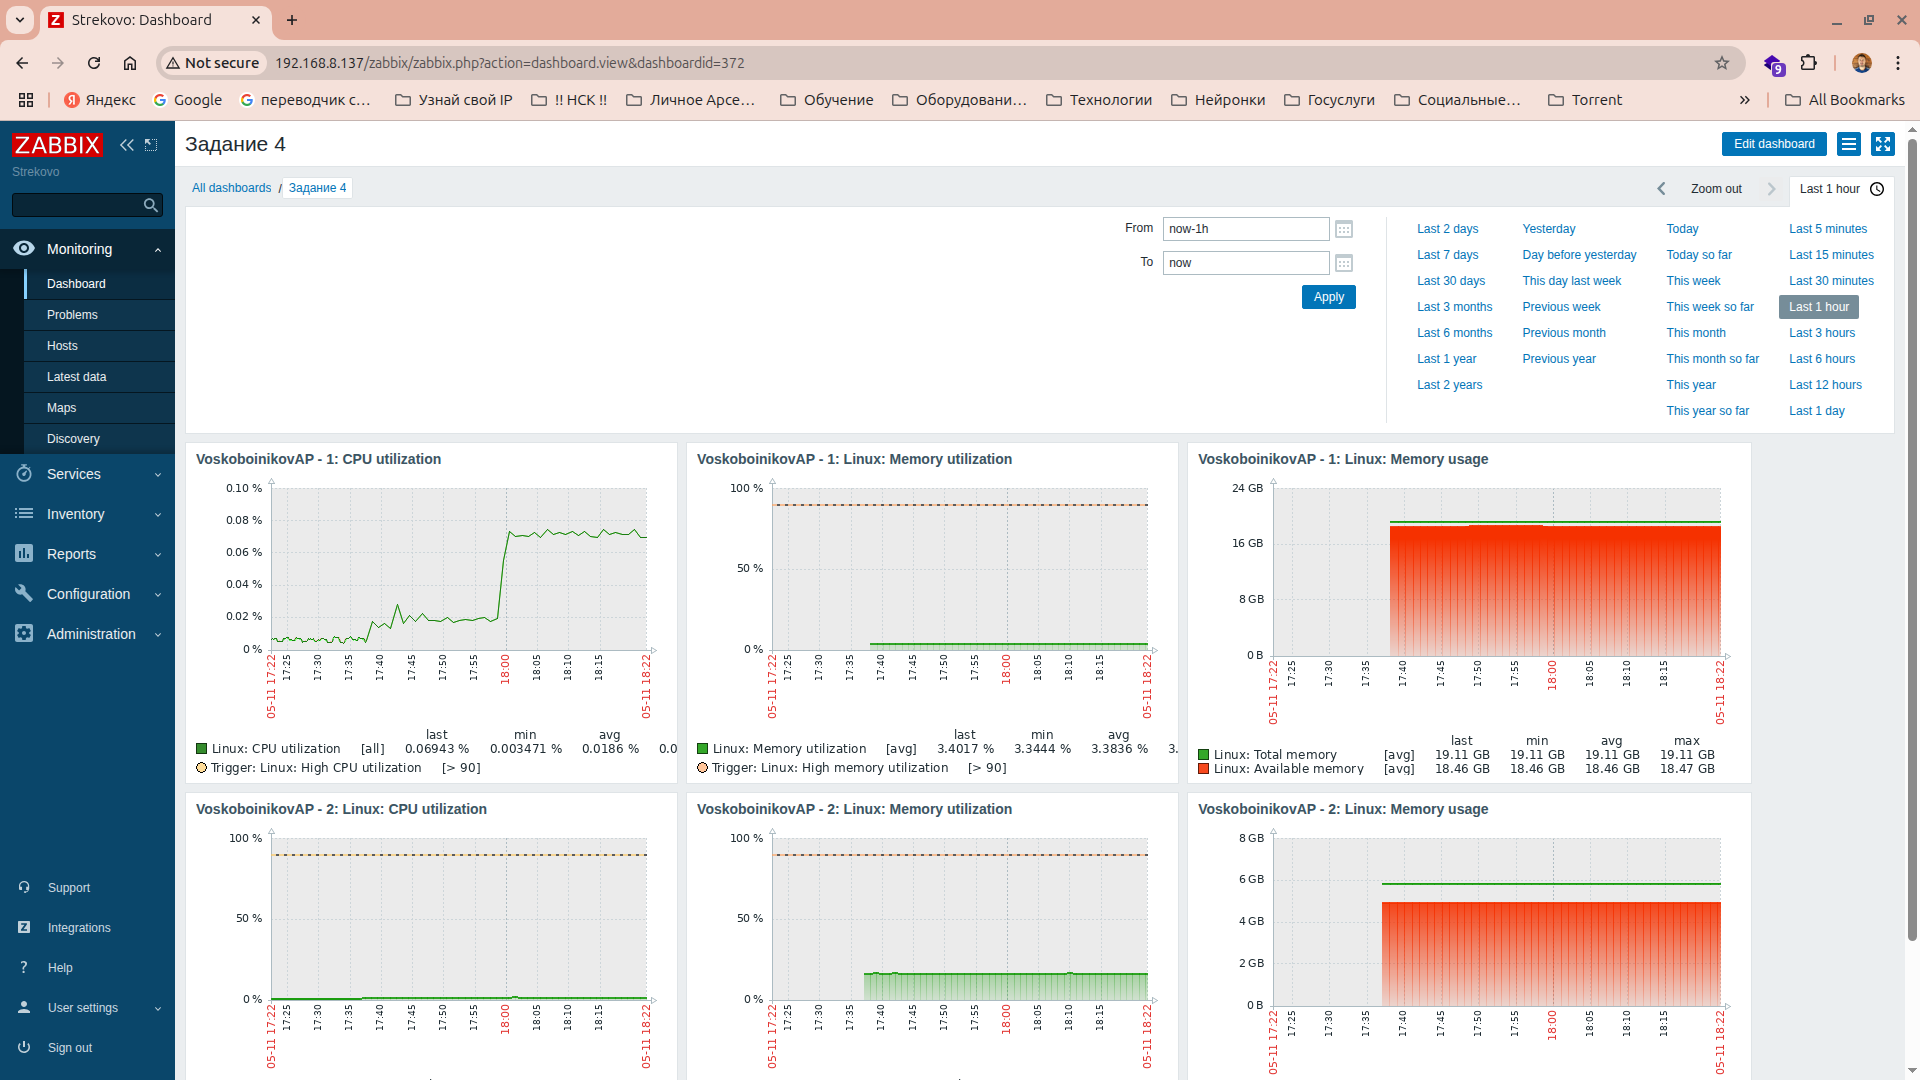 Strekovo: Dashboard
Not secure
192.168.8.137/zabbix/zabbix.php?action=dashboard.view&dashboardid=372
9
Яндекс
Google
переводчик с...
Узнай свой IP
!! НСК !!
Личное Арсе...
Обучение
Оборудовани...
Технологии
Нейронки
Госуслуги
Социальные...
Torrent
All Bookmarks
ZABBIX
Strekovo
Monitoring
Dashboard
Problems
Hosts
Latest data
Maps
Discovery
Services
Inventory
Reports
Configuration
Administration
Support
Integrations
Help
User settings
Sign out
Задание 4
Edit dashboard
All dashboards / Задание 4
Zoom out
Last 1 hour
From now-1h
To now
Apply
Last 2 days Yesterday Today Last 5 minutes
Last 7 days Day before yesterday Today so far Last 15 minutes
Last 30 days This day last week This week Last 30 minutes
Last 3 months Previous week This week so far Last 1 hour
Last 6 months Previous month This month Last 3 hours
Last 1 year Previous year This month so far Last 6 hours
Last 2 years This year Last 12 hours
This year so far Last 1 day
VoskoboinikovAP - 1: CPU utilization
0.10 %
0.08 %
0.06 %
0.04 %
0.02 %
0 %
05-11 17:22 17:25 17:30 17:35 17:40 17:45 17:50 17:55 18:00 18:05 18:10 18:15 05-11 18:22
last min avg
Linux: CPU utilization [all] 0.06943 % 0.003471 % 0.0186 % 0.0
Trigger: Linux: High CPU utilization [> 90]
VoskoboinikovAP - 1: Linux: Memory utilization
100 %
50 %
0 %
05-11 17:22 17:25 17:30 17:35 17:40 17:45 17:50 17:55 18:00 18:05 18:10 18:15 05-11 18:22
last min avg
Linux: Memory utilization [avg] 3.4017 % 3.3444 % 3.3836 % 3.
Trigger: Linux: High memory utilization [> 90]
VoskoboinikovAP - 1: Linux: Memory usage
24 GB
16 GB
8 GB
0 B
05-11 17:22 17:25 17:30 17:35 17:40 17:45 17:50 17:55 18:00 18:05 18:10 18:15 05-11 18:22
last min avg max
Linux: Total memory [avg] 19.11 GB 19.11 GB 19.11 GB 19.11 GB
Linux: Available memory [avg] 18.46 GB 18.46 GB 18.46 GB 18.47 GB
VoskoboinikovAP - 2: Linux: CPU utilization
100 %
50 %
0 %
05-11 17:22 17:25 17:30 17:35 17:40 17:45 17:50 17:55 18:00 18:05 18:10 18:15 05-11 18:22
VoskoboinikovAP - 2: Linux: Memory utilization
100 %
50 %
0 %
05-11 17:22 17:25 17:30 17:35 17:40 17:45 17:50 17:55 18:00 18:05 18:10 18:15 05-11 18:22
VoskoboinikovAP - 2: Linux: Memory usage
8 GB
6 GB
4 GB
2 GB
0 B
05-11 17:22 17:25 17:30 17:35 17:40 17:45 17:50 17:55 18:00 18:05 18:10 18:15 05-11 18:22